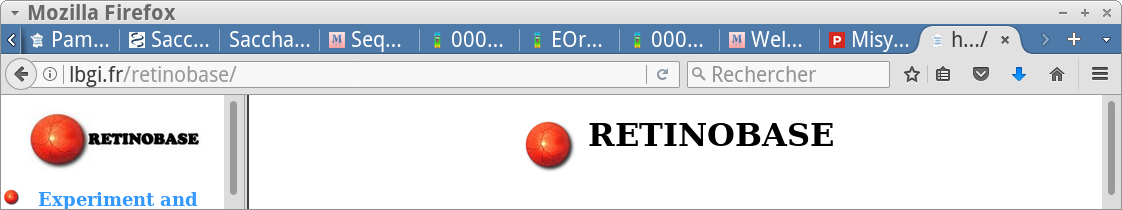 Mozilla Firefox
Pam... Sacc... Saccha... Seq... 000... EOr... 000... Wel... Misy... h.../
lbgi.fr/retinobase/ Rechercher
RETINOBASE
RETINOBASE
Experiment and